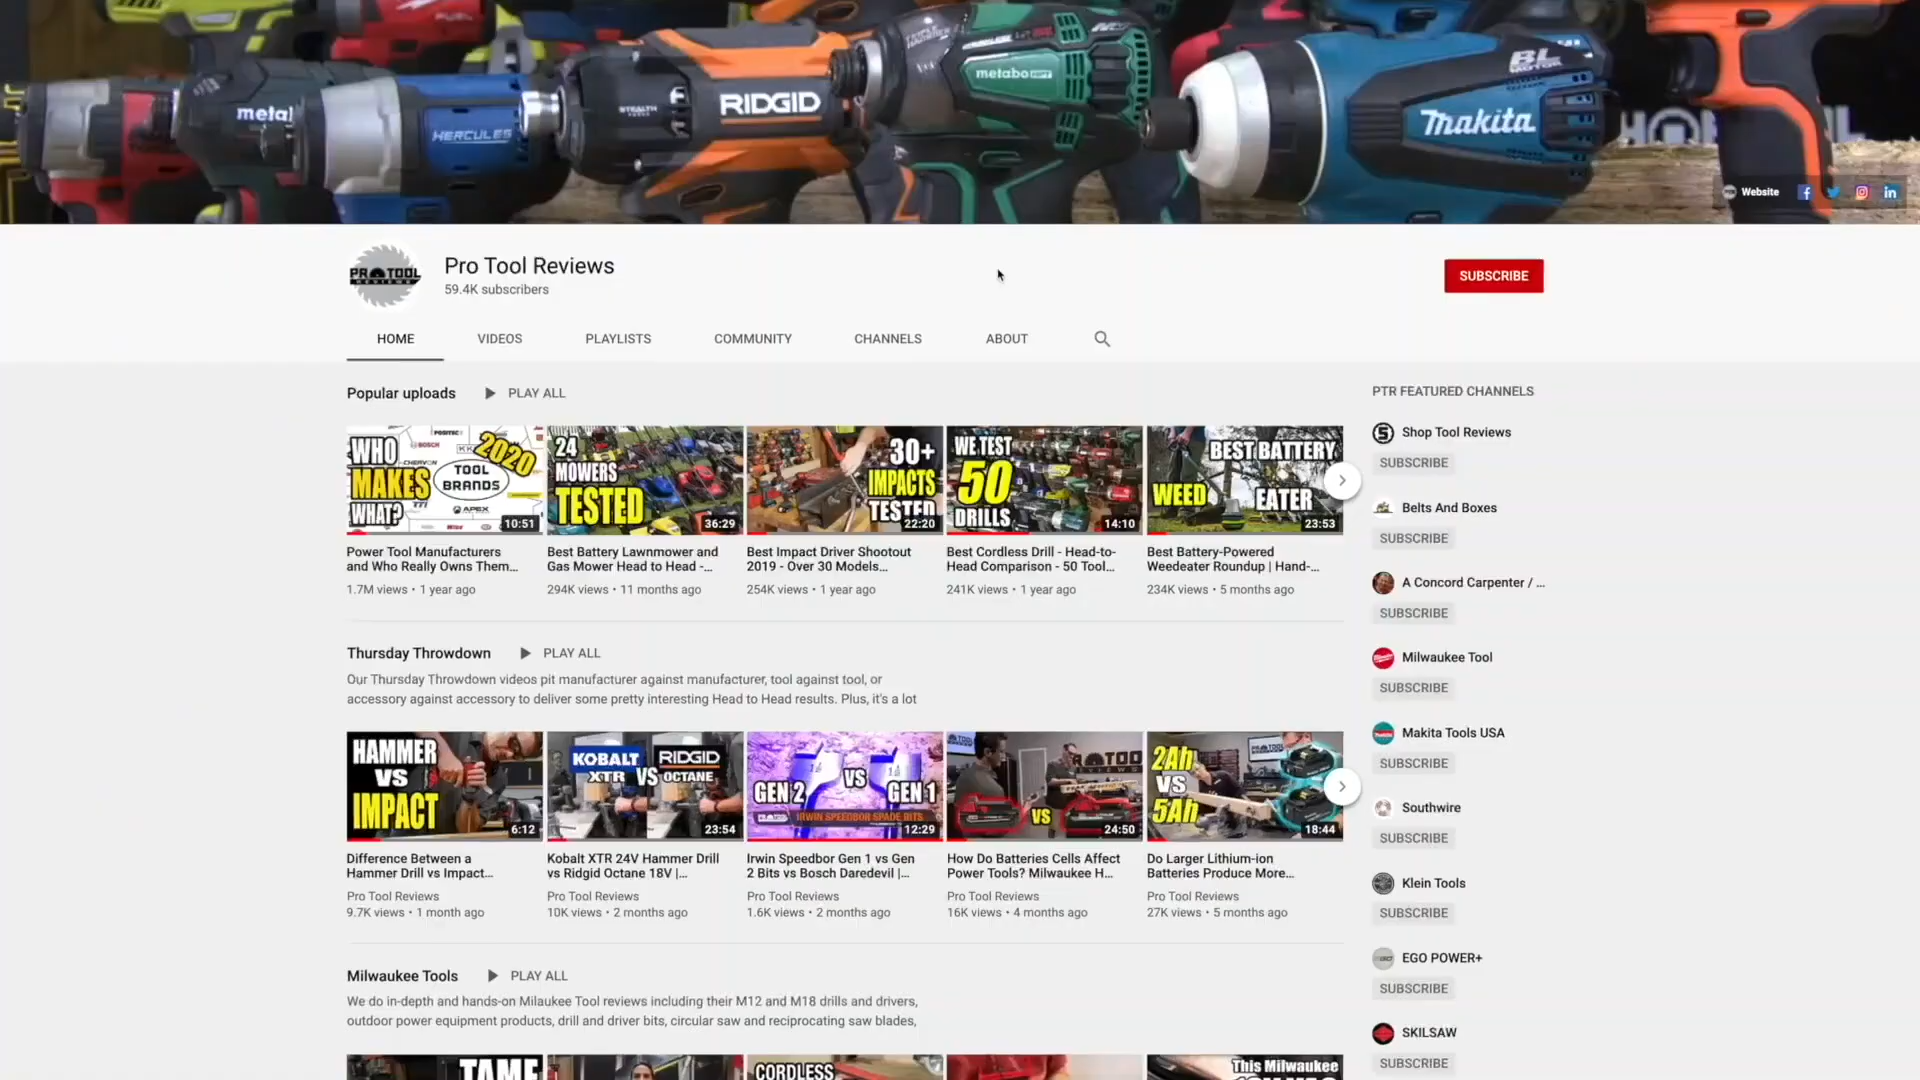 metal
HERCULES
STEALTH
RIDGID
metabo HPT
BL
MOTOR
Makita
Website
PRO TOOL
REVIEWS
Pro Tool Reviews
59.4K subscribers
SUBSCRIBE
HOME
VIDEOS
PLAYLISTS
COMMUNITY
CHANNELS
ABOUT
Popular uploads
PLAY ALL
WHO
MAKES
WHAT?
2020
TOOL
BRANDS
BOSCH
APEX
10:51
24
MOWERS
TESTED
36:29
30+
IMPACTS
TESTED
22:20
WE TEST
50
DRILLS
14:10
BEST BATTERY
WEED
EATER
23:53
Power Tool Manufacturers
and Who Really Owns Them...
1.7M views • 1 year ago
Best Battery Lawnmower and
Gas Mower Head to Head -...
294K views • 11 months ago
Best Impact Driver Shootout
2019 - Over 30 Models...
254K views • 1 year ago
Best Cordless Drill - Head-to-
Head Comparison - 50 Tool...
241K views • 1 year ago
Best Battery-Powered
Weedeater Roundup | Hand-...
234K views • 5 months ago
Thursday Throwdown
PLAY ALL
Our Thursday Throwdown videos pit manufacturer against manufacturer, tool against tool, or
accessory against accessory to deliver some pretty interesting Head to Head results. Plus, it's a lot
HAMMER
VS
IMPACT
6:12
KOBALT
XTR
VS
RIDGID
OCTANE
23:54
GEN 2
VS
GEN 1
IRWIN SPEEDBOR SPADE BITS
12:29
VS
24:50
2Ah
VS
5Ah
18:44
Difference Between a
Hammer Drill vs Impact...
Pro Tool Reviews
9.7K views • 1 month ago
Kobalt XTR 24V Hammer Drill
vs Ridgid Octane 18V |...
Pro Tool Reviews
10K views • 2 months ago
Irwin Speedbor Gen 1 vs Gen
2 Bits vs Bosch Daredevil |...
Pro Tool Reviews
1.6K views • 2 months ago
How Do Batteries Cells Affect
Power Tools? Milwaukee H...
Pro Tool Reviews
16K views • 4 months ago
Do Larger Lithium-ion
Batteries Produce More...
Pro Tool Reviews
27K views • 5 months ago
Milwaukee Tools
PLAY ALL
We do in-depth and hands-on Milaukee Tool reviews including their M12 and M18 drills and drivers,
outdoor power equipment products, drill and driver bits, circular saw and reciprocating saw blades,
TAME
CORDLESS
This Milwaukee
PTR FEATURED CHANNELS
Shop Tool Reviews
SUBSCRIBE
Belts And Boxes
SUBSCRIBE
A Concord Carpenter / ...
SUBSCRIBE
Milwaukee Tool
SUBSCRIBE
Makita Tools USA
SUBSCRIBE
Southwire
SUBSCRIBE
Klein Tools
SUBSCRIBE
EGO POWER+
SUBSCRIBE
SKILSAW
SUBSCRIBE